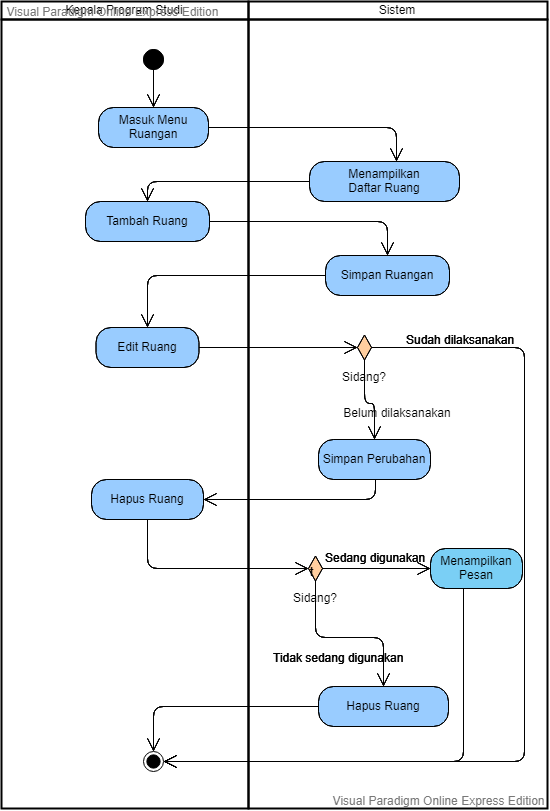 Visual Paradigm Online Express Edition
Kepala Program Studi
Sistem
Masuk Menu
Ruangan
Menampilkan
Daftar Ruang
Tambah Ruang
Simpan Ruangan
Edit Ruang
Sudah dilaksanakan
Sidang?
Belum dilaksanakan
Simpan Perubahan
Hapus Ruang
Sedang digunakan
Menampilkan
Pesan
Sidang?
Tidak sedang digunakan
Hapus Ruang
Visual Paradigm Online Express Edition